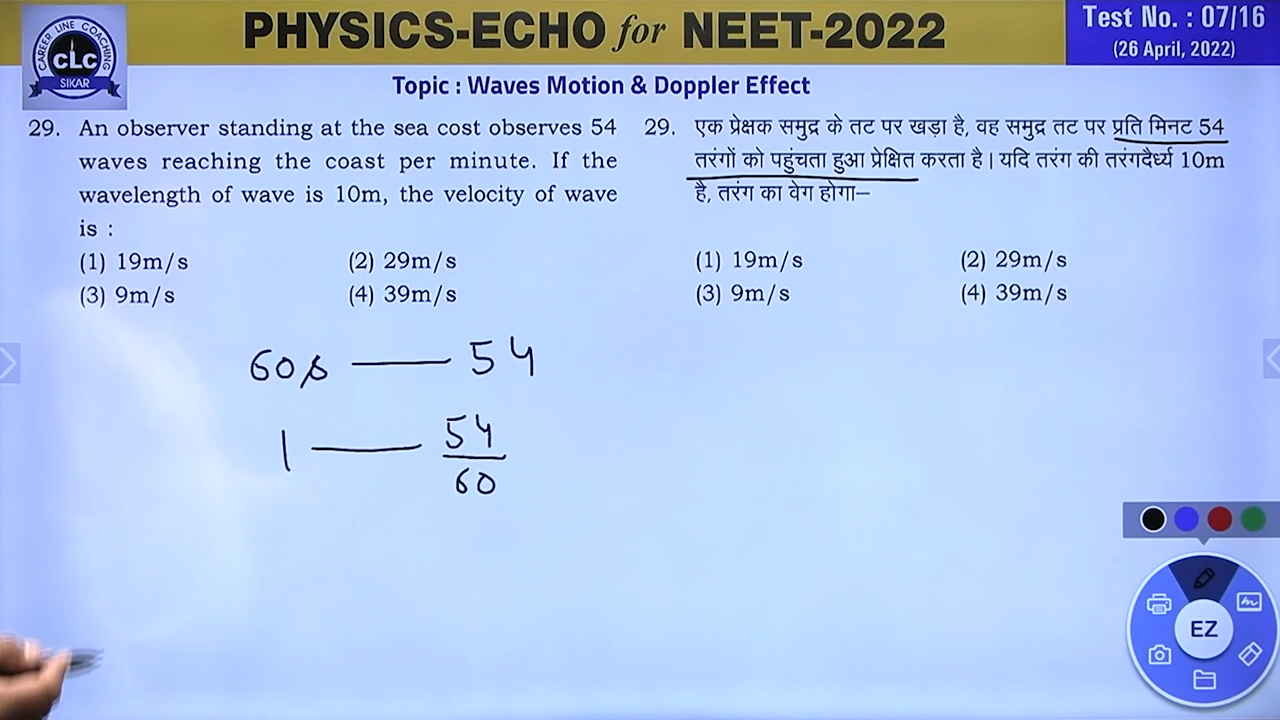 PHYSICS-ECHO for NEET-2022
Test No. : 07/16
(26 April, 2022)
CAREER LINE COACHING
CLC
SIKAR
Topic : Waves Motion & Doppler Effect
29. An observer standing at the sea cost observes 54
waves reaching the coast per minute. If the
wavelength of wave is 10m, the velocity of wave
is :
(1) 19m/s (2) 29m/s
(3) 9m/s (4) 39m/s
29. एक प्रेक्षक समुद्र के तट पर खड़ा है, वह समुद्र तट पर प्रति मिनट 54
तरंगों को पहुंचता हुआ प्रेक्षित करता है। यदि तरंग की तरंगदैर्ध्य 10m
है, तरंग का वेग होगा–
(1) 19m/s (2) 29m/s
(3) 9m/s (4) 39m/s
60s — 54
1 — 54
60
EZ